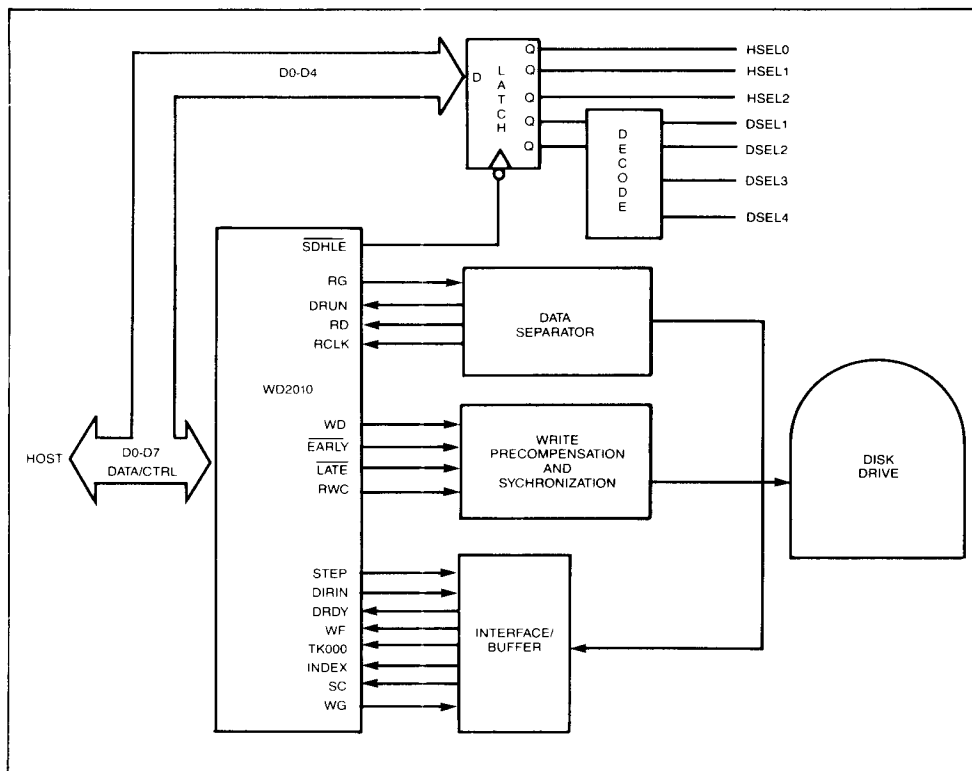 D0-D4
D
LATCH
Q
Q
Q
Q
Q
HSEL0
HSEL1
HSEL2
DSEL1
DSEL2
DSEL3
DSEL4
DECODE
SDHLE
RG
DRUN
RD
RCLK
DATA
SEPARATOR
WD2010
WD
EARLY
LATE
RWC
WRITE
PRECOMPENSATION
AND
SYCHRONIZATION
HOST
D0-D7
DATA/CTRL
DISK
DRIVE
STEP
DIRIN
DRDY
WF
TK000
INDEX
SC
WG
INTERFACE/
BUFFER